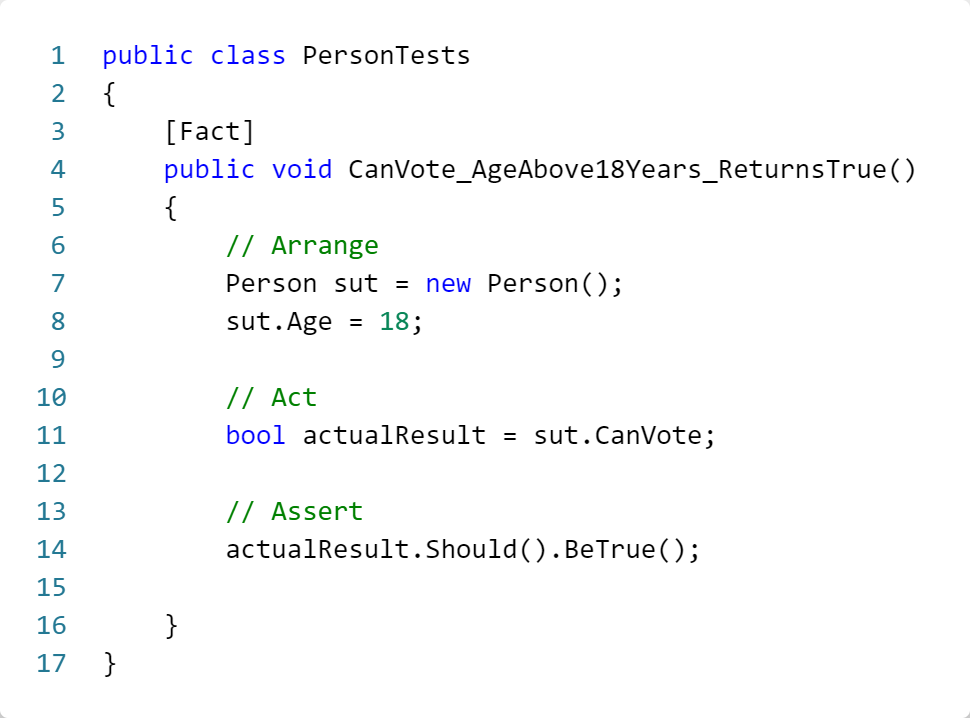 1 public class PersonTests
2 {
3     [Fact]
4     public void CanVote_AgeAbove18Years_ReturnsTrue()
5     {
6         // Arrange
7         Person sut = new Person();
8         sut.Age = 18;
9
10         // Act
11         bool actualResult = sut.CanVote;
12
13         // Assert
14         actualResult.Should().BeTrue();
15
16     }
17 }